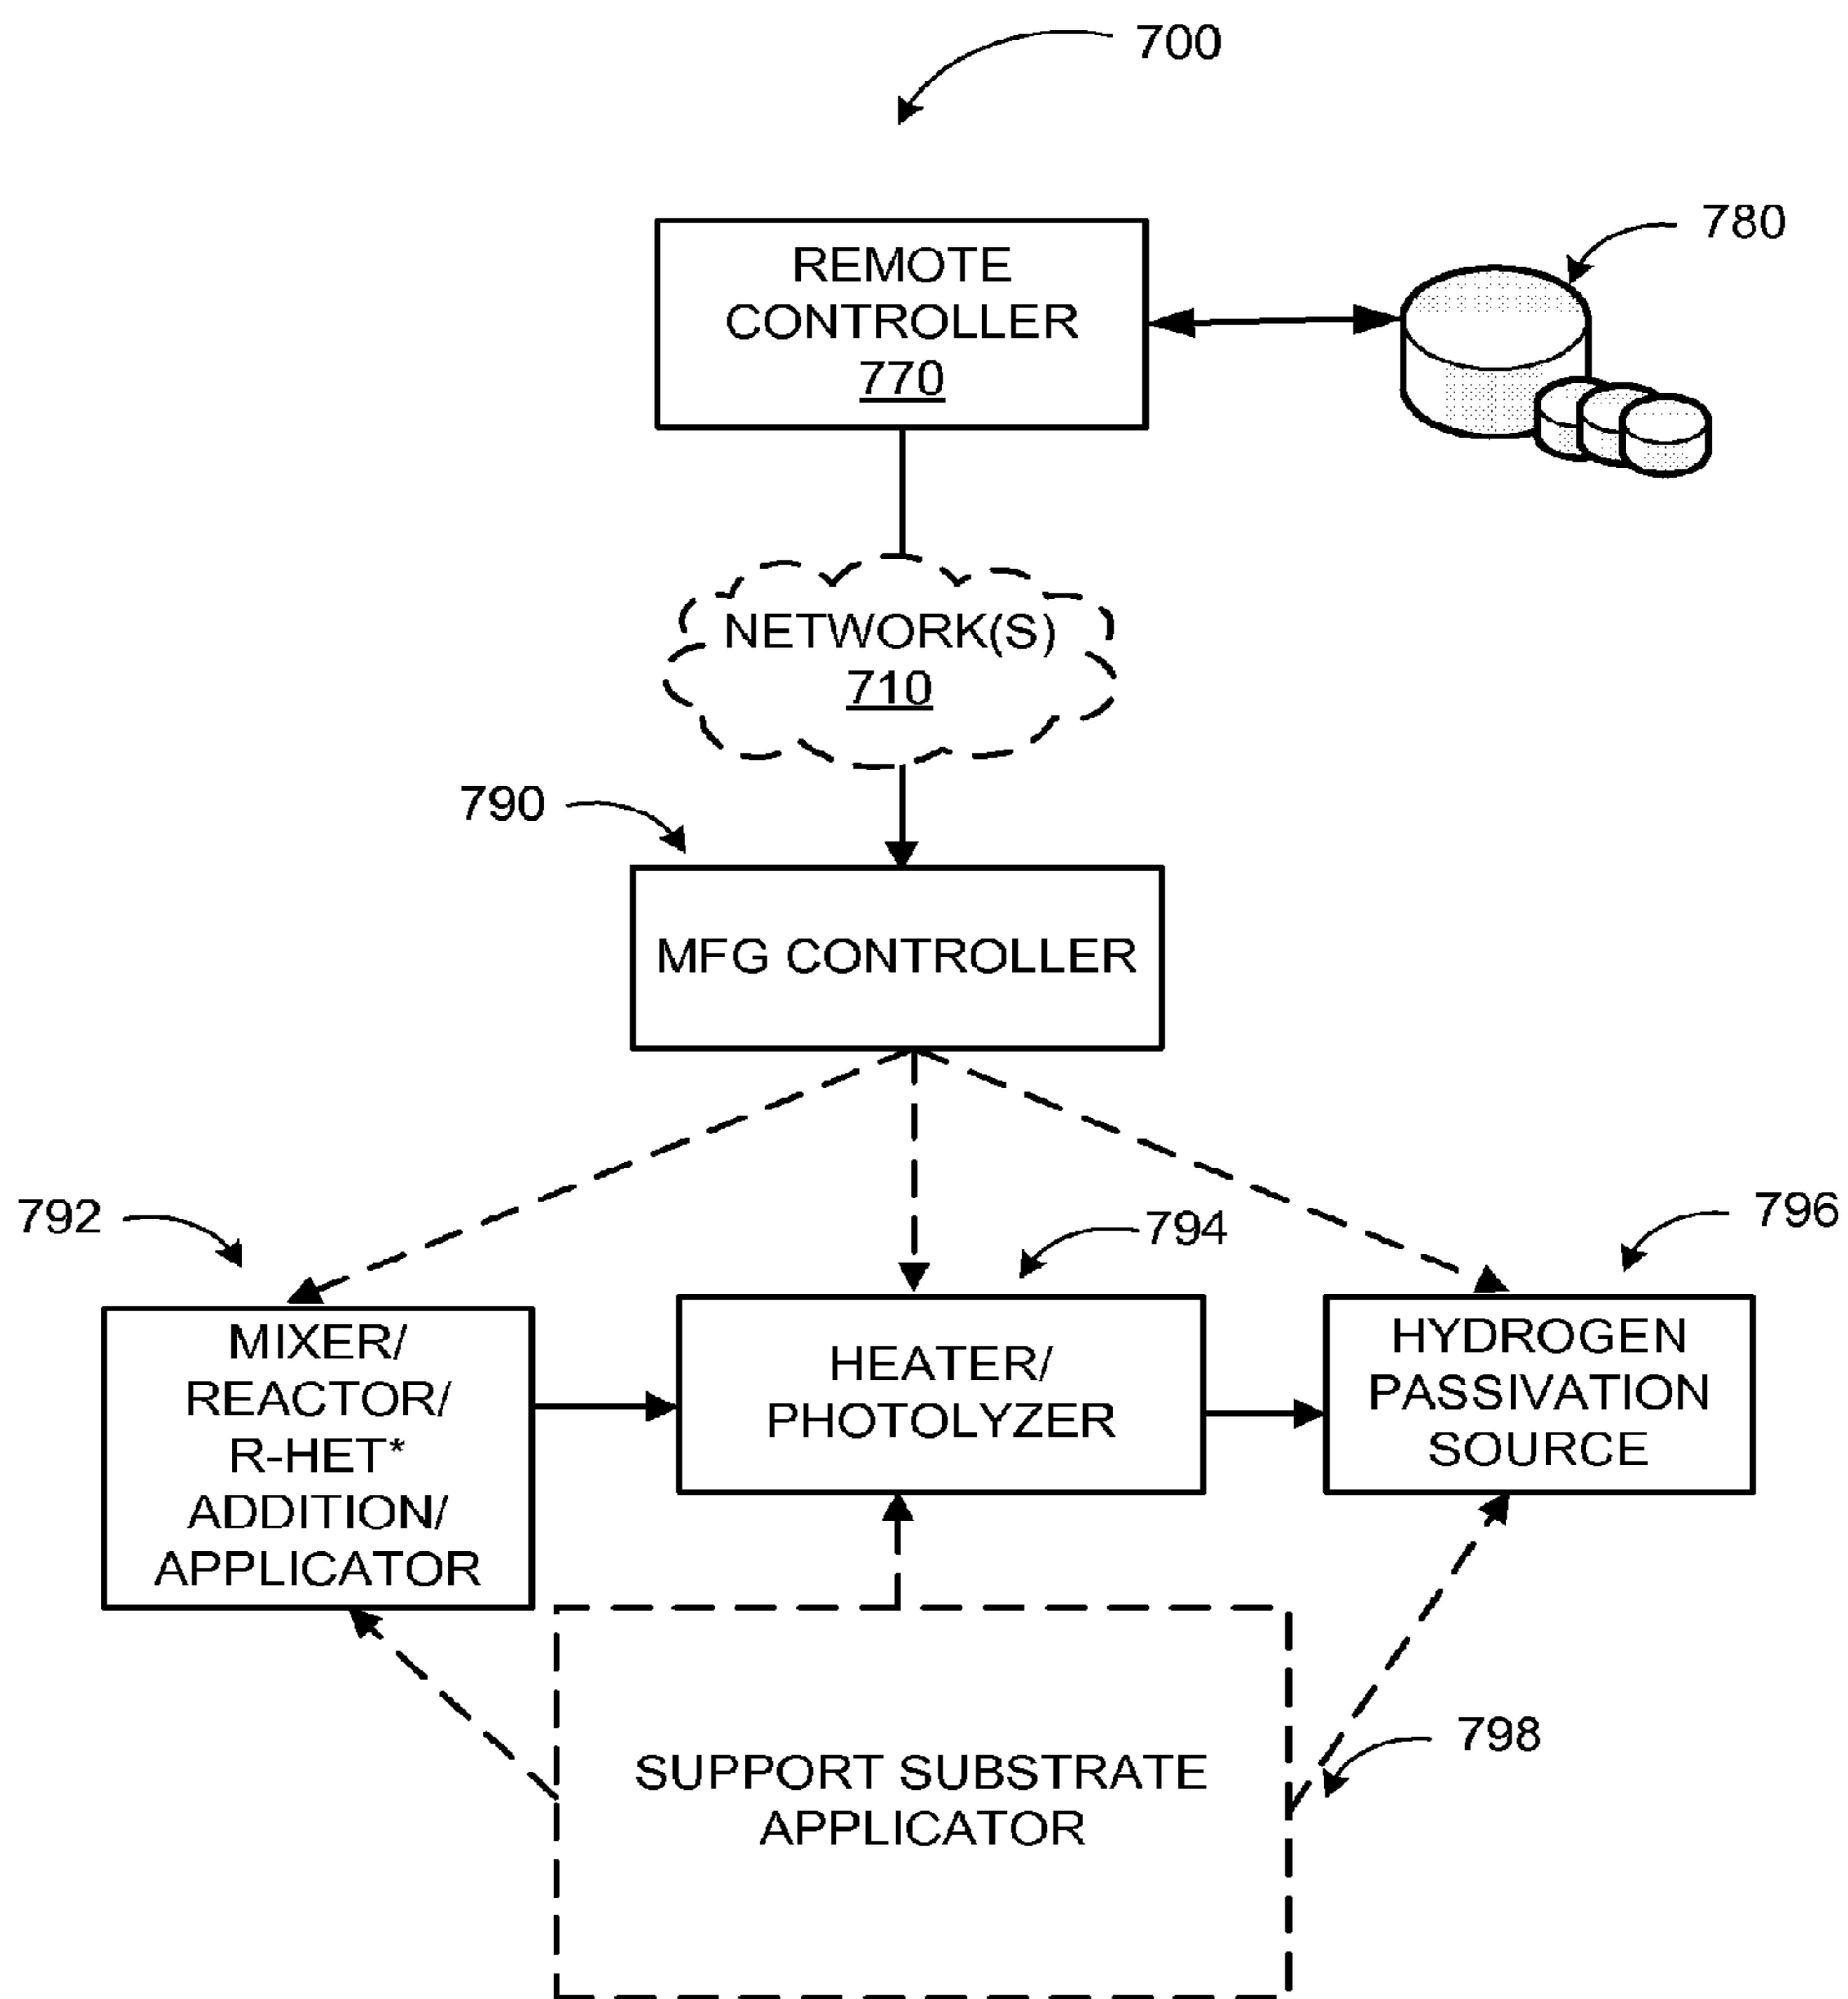 700
REMOTE
CONTROLLER
770
780
NETWORK(S)
710
790
MFG CONTROLLER
792
794
796
MIXER/
REACTOR/
R-HET*
ADDITION/
APPLICATOR
HEATER/
PHOTOLYZER
HYDROGEN
PASSIVATION
SOURCE
798
SUPPORT SUBSTRATE
APPLICATOR